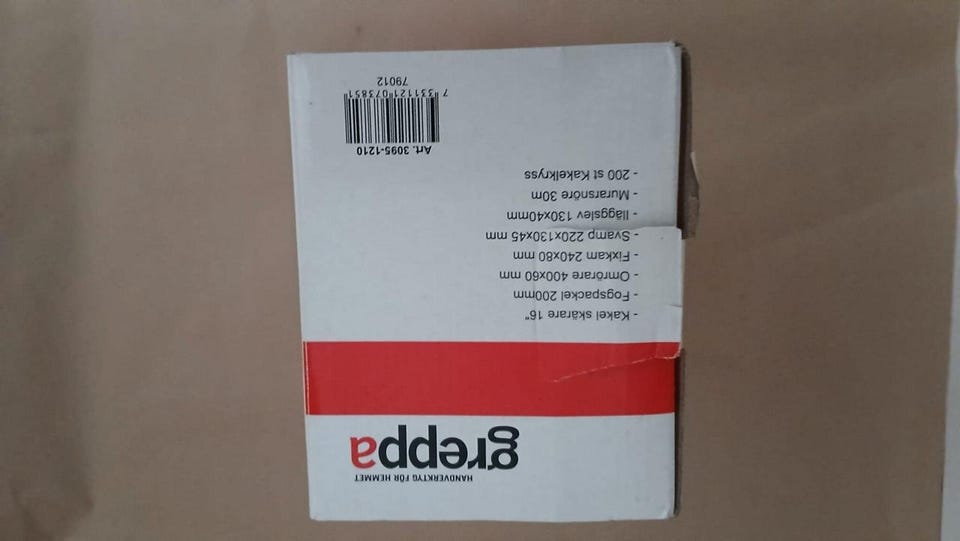 HANDVERKTYG FÖR HEMMET
greppa
- Kakel skärare 16"
- Fogspackel 200mm
- Omrörare 400x60 mm
- Fixkam 240x80 mm
- Svamp 220x130x45 mm
- Iläggslev 130x40mm
- Murarsnöre 30m
- 200 st Kakelkryss
Art. 3095-1210
7 331121 073851
79012